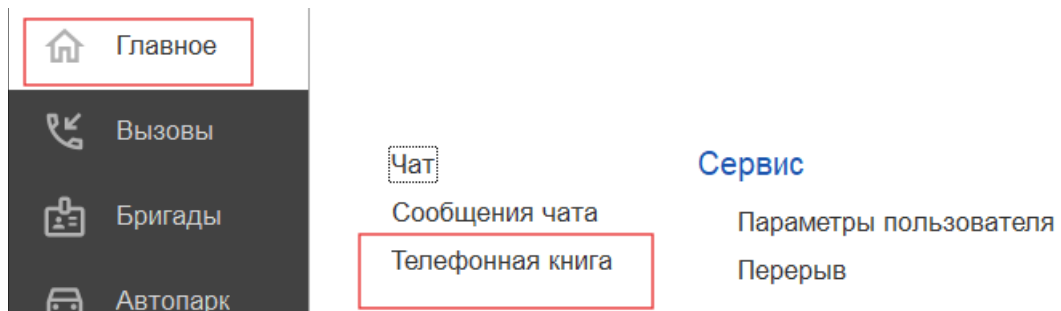 Главное
Вызовы
Бригады
Автопарк
Чат
Сообщения чата
Телефонная книга
Сервис
Параметры пользователя
Перерыв